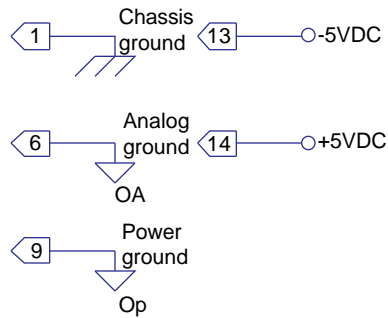 1
Chassis
ground
13
-5VDC
6
Analog
ground
14
+5VDC
OA
9
Power
ground
Op